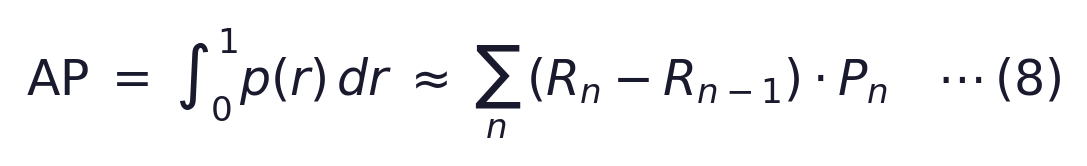 AP = ∫₀¹ p(r) dr ≈ ∑ₙ (Rₙ − Rₙ₋₁) · Pₙ ⋯ (8)